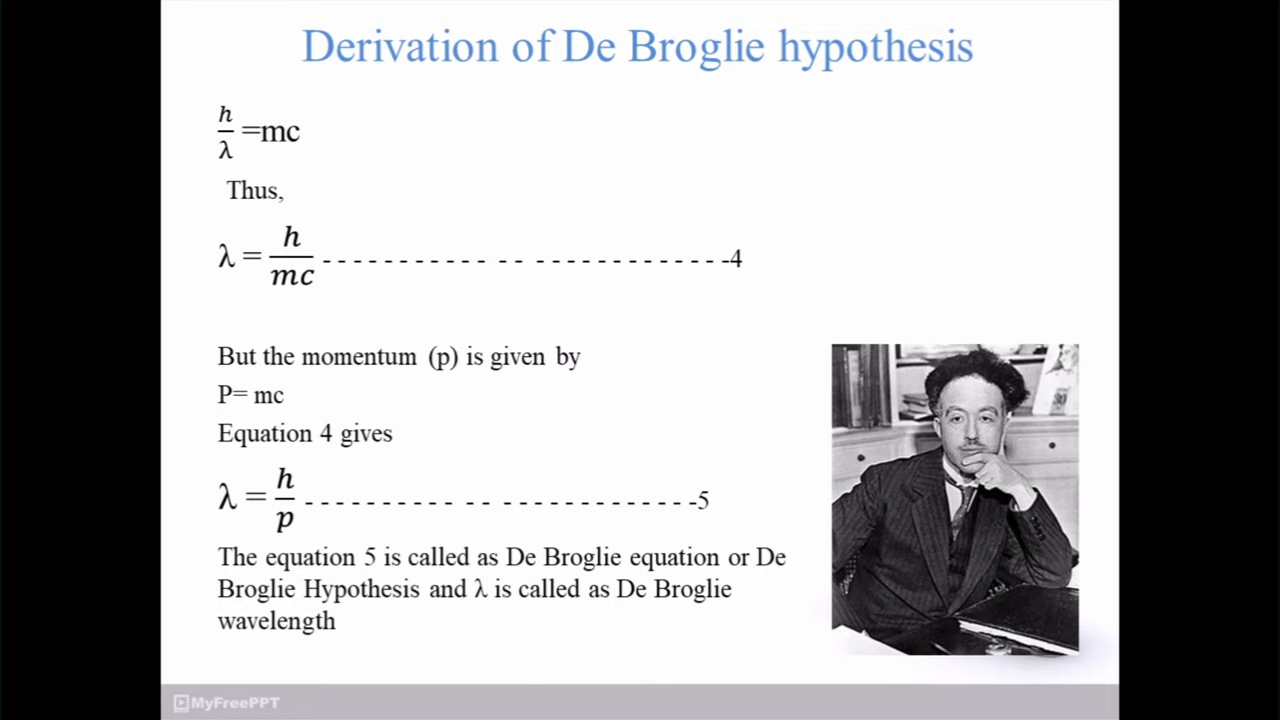 Derivation of De Broglie hypothesis
h/λ =mc
Thus,
λ = h/mc - - - - - - - - - - - - - - - - - - - - - - - - - - - -4
But the momentum (p) is given by
P= mc
Equation 4 gives
λ = h/p - - - - - - - - - - - - - - - - - - - - - - - - - - - -5
The equation 5 is called as De Broglie equation or De
Broglie Hypothesis and λ is called as De Broglie
wavelength
MyFreePPT